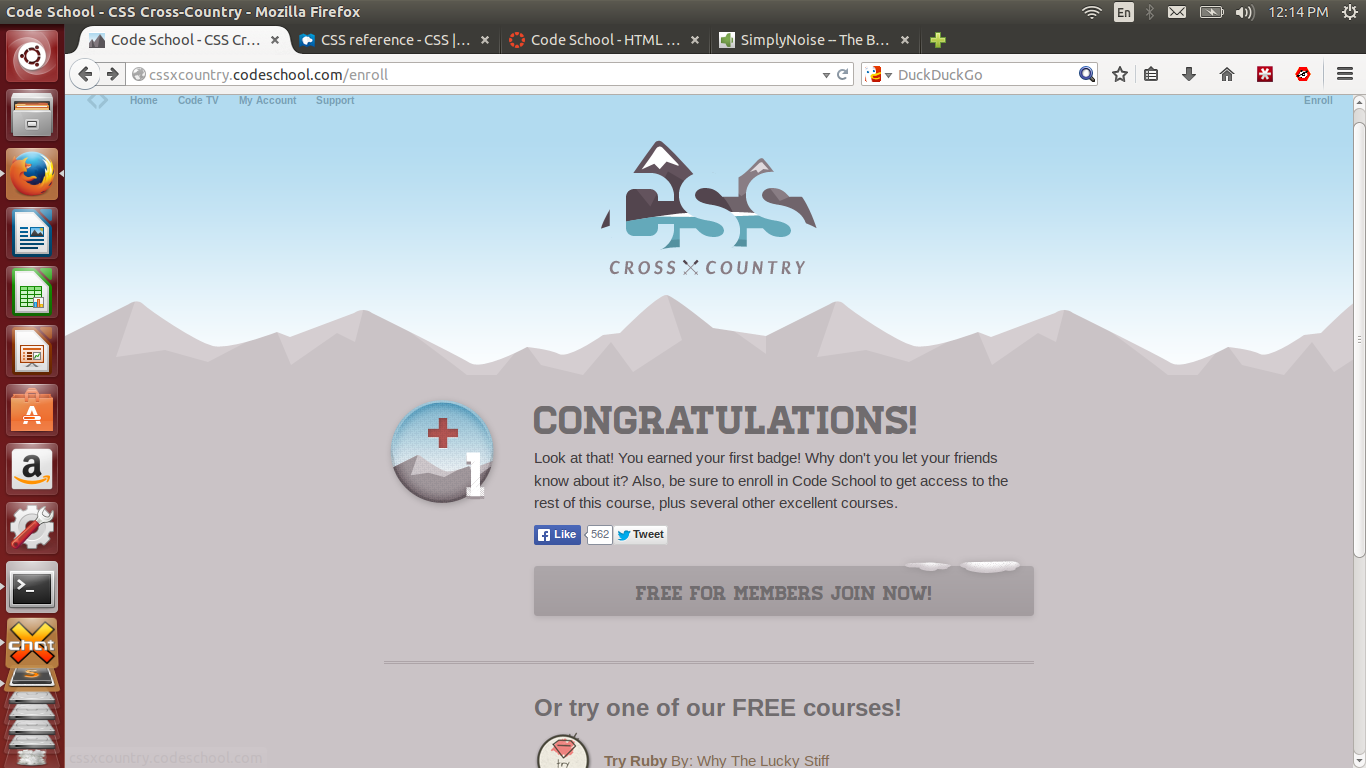 Code School - CSS Cross-Country - Mozilla Firefox
En
12:14 PM
Code School - CSS Cr...
CSS reference - CSS |...
Code School - HTML ...
SimplyNoise -- The B...
cssxcountry.codeschool.com/enroll
DuckDuckGo
Home
Code TV
My Account
Support
Enroll
CSS
CROSS COUNTRY
CONGRATULATIONS!
Look at that! You earned your first badge! Why don't you let your friends
know about it? Also, be sure to enroll in Code School to get access to the
rest of this course, plus several other excellent courses.
1
Like
562
Tweet
FREE FOR MEMBERS JOIN NOW!
Or try one of our FREE courses!
try
Try Ruby By: Why The Lucky Stiff
a
chat
S
cssxcountry.codeschool.com